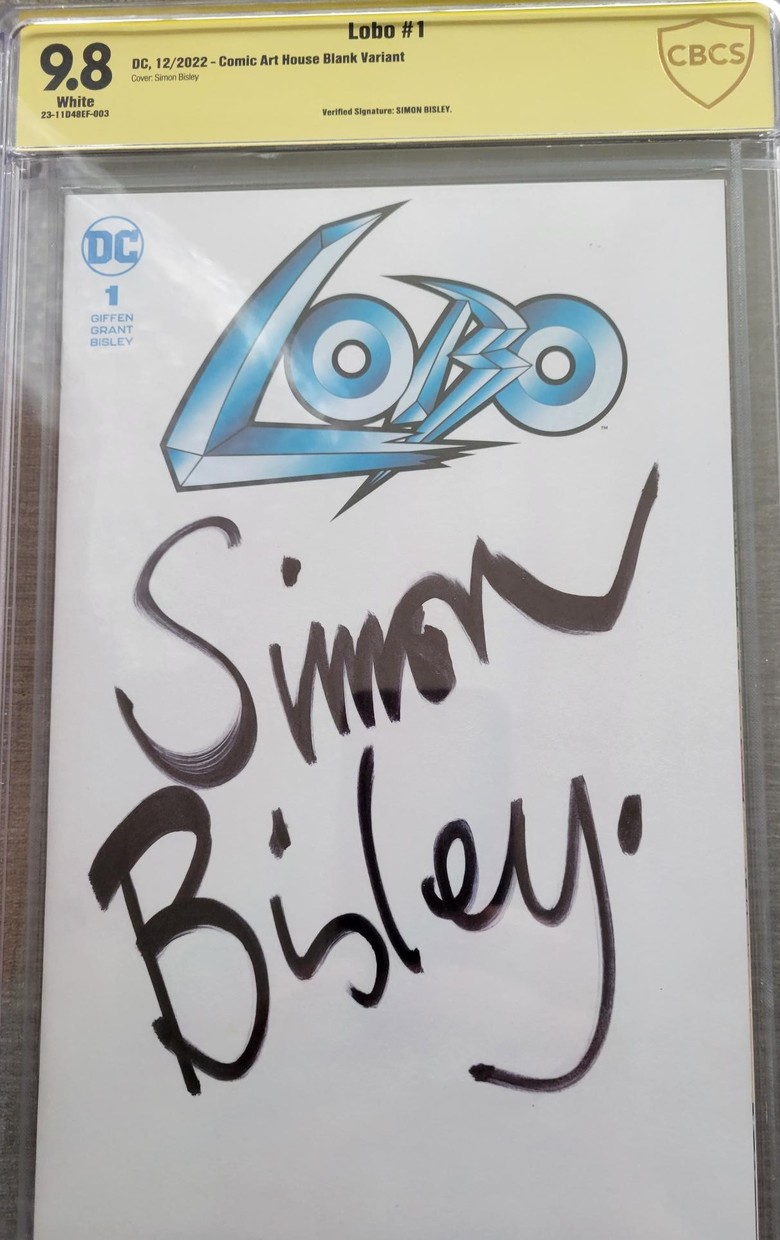 Lobo #1
9.8
White
23-11D48EF-003
DC, 12/2022 - Comic Art House Blank Variant
Cover: Simon Bisley
Verified Signature: SIMON BISLEY.
CBCS
DC
1
GIFFEN
GRANT
BISLEY
LOBO
TM
Simon
Bisley.